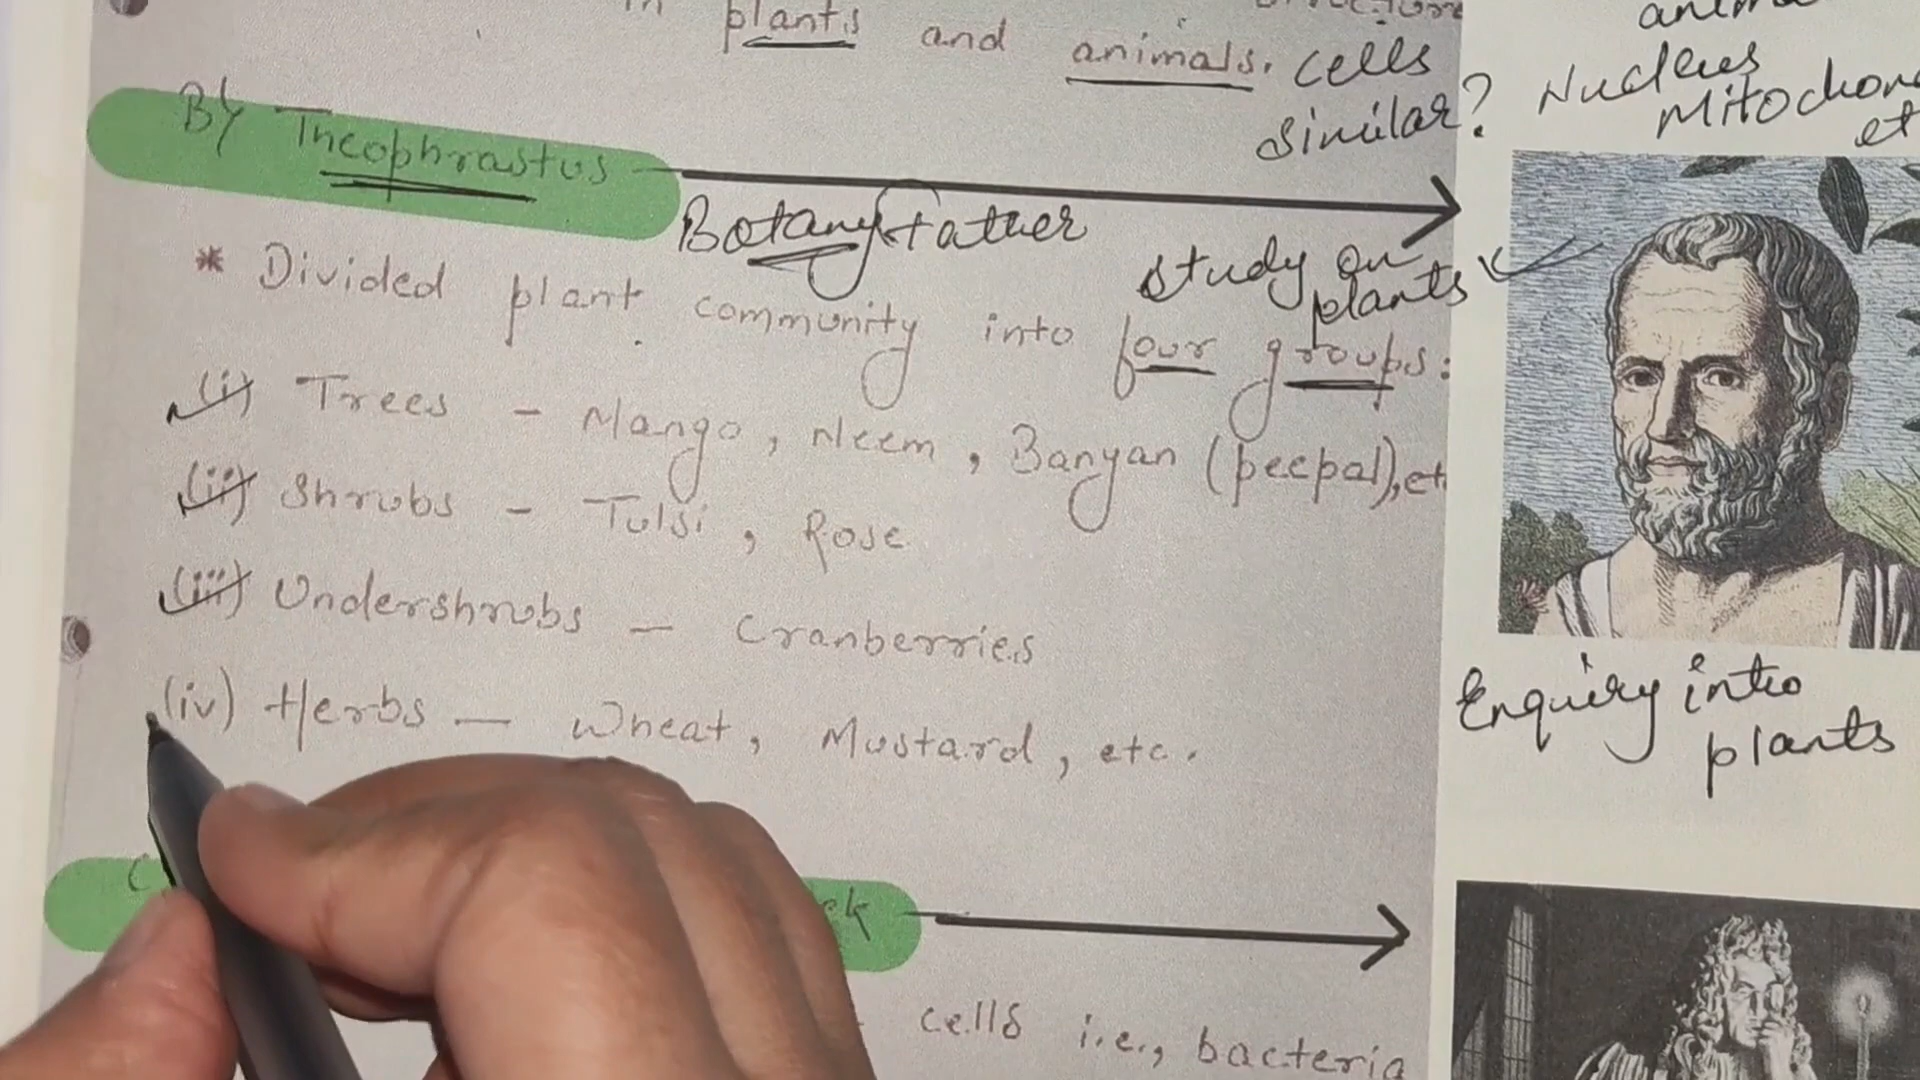 in plants and animals. cells
similar?
Nucleus
By Theophrastus
Botany Father
study on
plants
* Divided plant community into four groups:
(i) Trees - Mango, Neem, Banyan (peepal), etc
(ii) Shrubs - Tulsi, Rose
(iii) Undershrubs - Cranberries
(iv) Herbs - Wheat, Mustard, etc.
Enquiry into
plants
cells i.e., bacteria